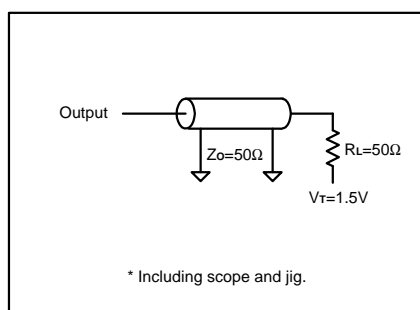 Output
Zo=50Ω
RL=50Ω
VT=1.5V
* Including scope and jig.